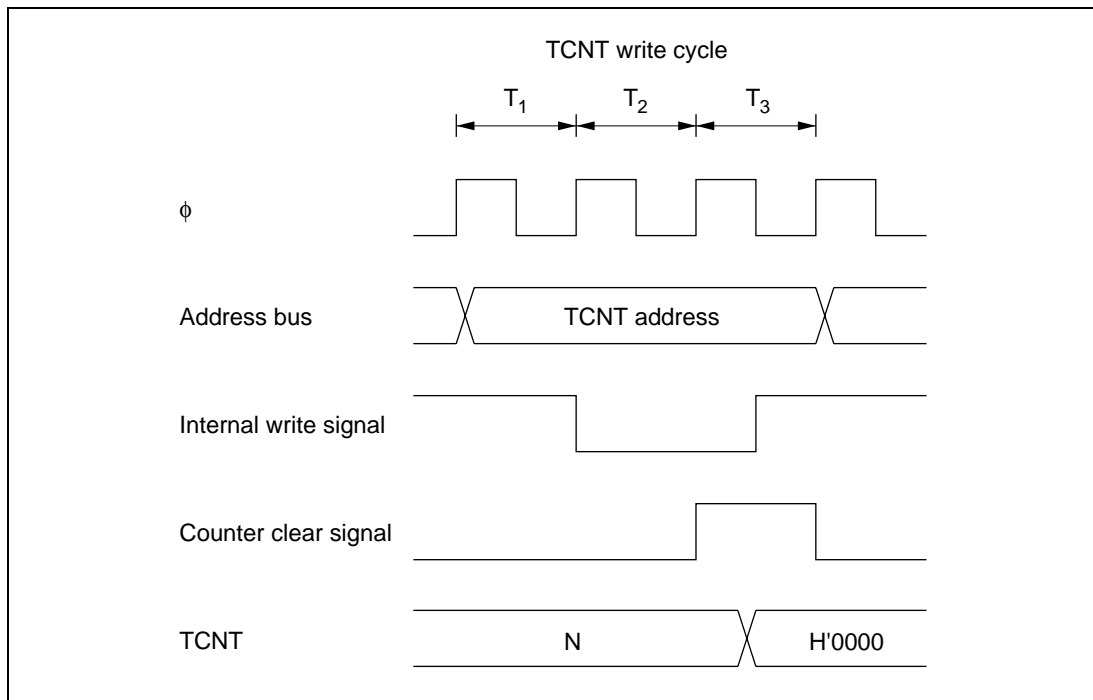 TCNT write cycle
T1 T2 T3
ϕ
Address bus TCNT address
Internal write signal
Counter clear signal
TCNT N H'0000